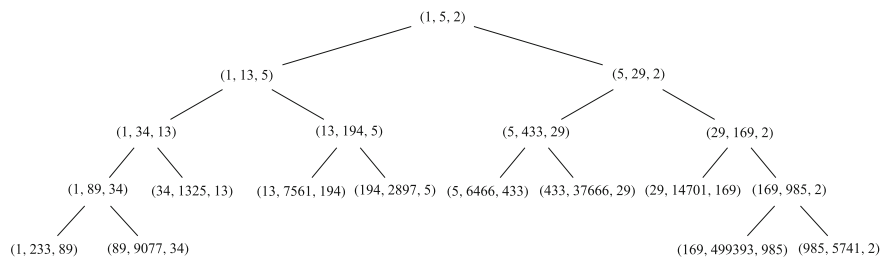 (1, 5, 2)
(1, 13, 5) (5, 29, 2)
(1, 34, 13) (13, 194, 5) (5, 433, 29) (29, 169, 2)
(1, 89, 34) (34, 1325, 13) (13, 7561, 194) (194, 2897, 5) (5, 6466, 433) (433, 37666, 29) (29, 14701, 169) (169, 985, 2)
(1, 233, 89) (89, 9077, 34) (169, 499393, 985) (985, 5741, 2)